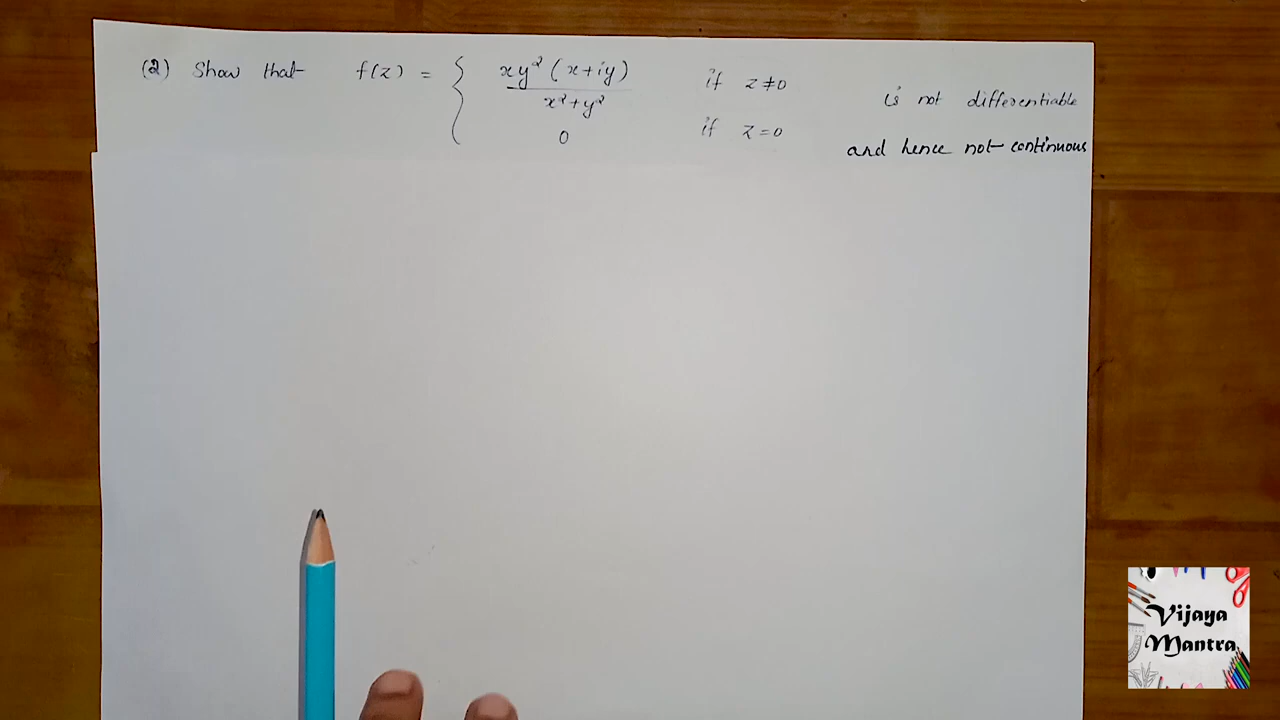 (2) Show that f(z) = { xy² (x+iy) / x²+y² if z≠0
0 if z=0
is not differentiable
and hence not continuous
Vijaya
Mantra